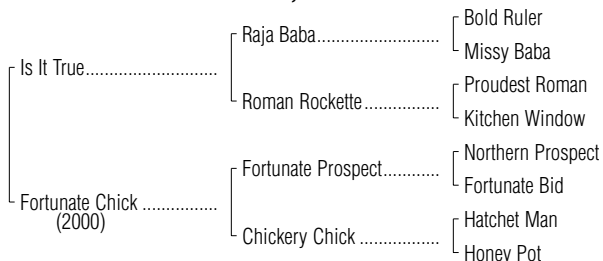 Bold Ruler
Raja Baba...........................
Missy Baba
Is It True.............................
Proudest Roman
Roman Rockette................
Kitchen Window
Northern Prospect
Fortunate Prospect............
Fortunate Bid
Fortunate Chick ................
(2000)
Hatchet Man
Chickery Chick .................
Honey Pot